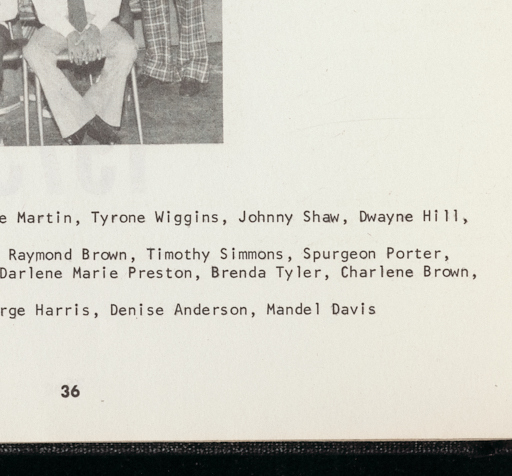 e Martin, Tyrone Wiggins, Johnny Shaw, Dwayne Hill,
Raymond Brown, Timothy Simmons, Spurgeon Porter,
Darlene Marie Preston, Brenda Tyler, Charlene Brown,
rge Harris, Denise Anderson, Mandel Davis
36